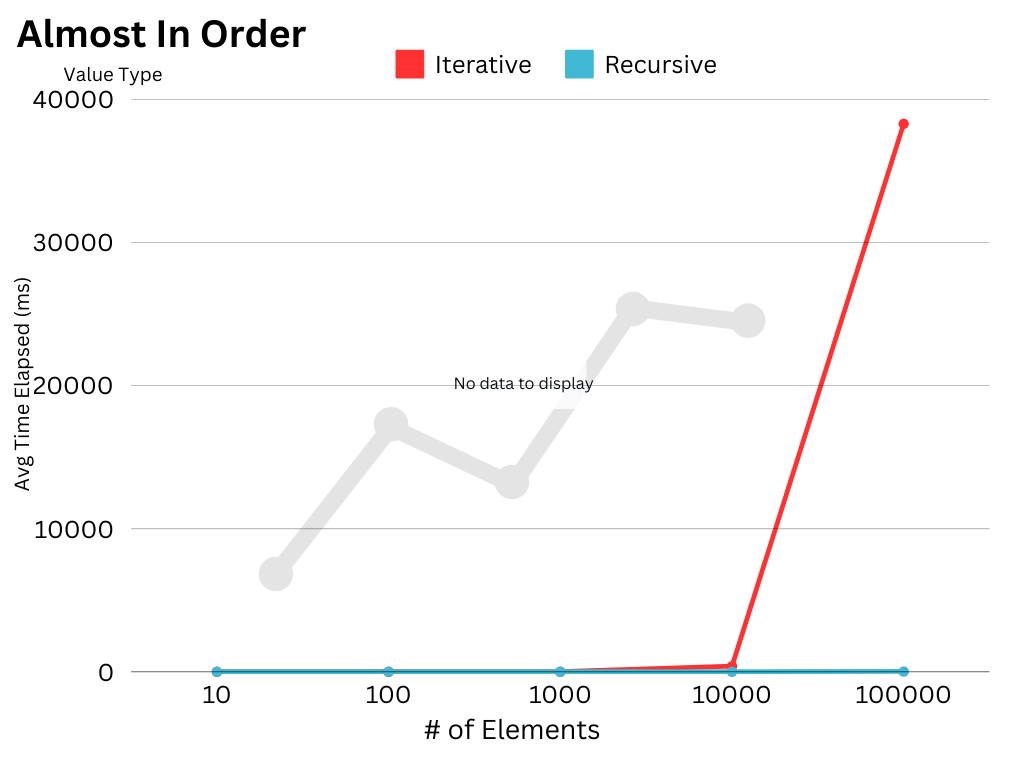 Almost In Order
Value Type
Iterative
Recursive
40000
30000
20000
10000
0
Avg Time Elapsed (ms)
No data to display
10
100
1000
10000
100000
# of Elements